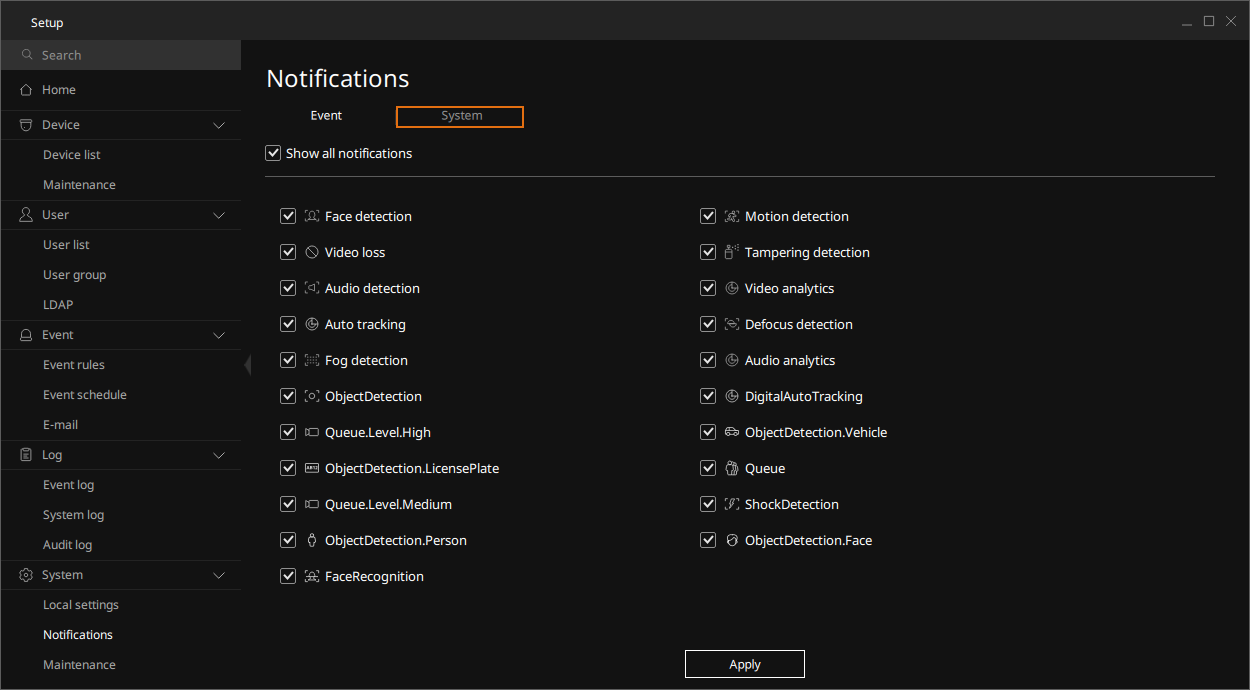 Setup
Search
Home
Device
Device list
Maintenance
User
User list
User group
LDAP
Event
Event rules
Event schedule
E-mail
Log
Event log
System log
Audit log
System
Local settings
Notifications
Maintenance
Notifications
Event System
Show all notifications
Face detection Motion detection
Video loss Tampering detection
Audio detection Video analytics
Auto tracking Defocus detection
Fog detection Audio analytics
ObjectDetection DigitalAutoTracking
Queue.Level.High ObjectDetection.Vehicle
ObjectDetection.LicensePlate Queue
Queue.Level.Medium ShockDetection
ObjectDetection.Person ObjectDetection.Face
FaceRecognition
Apply